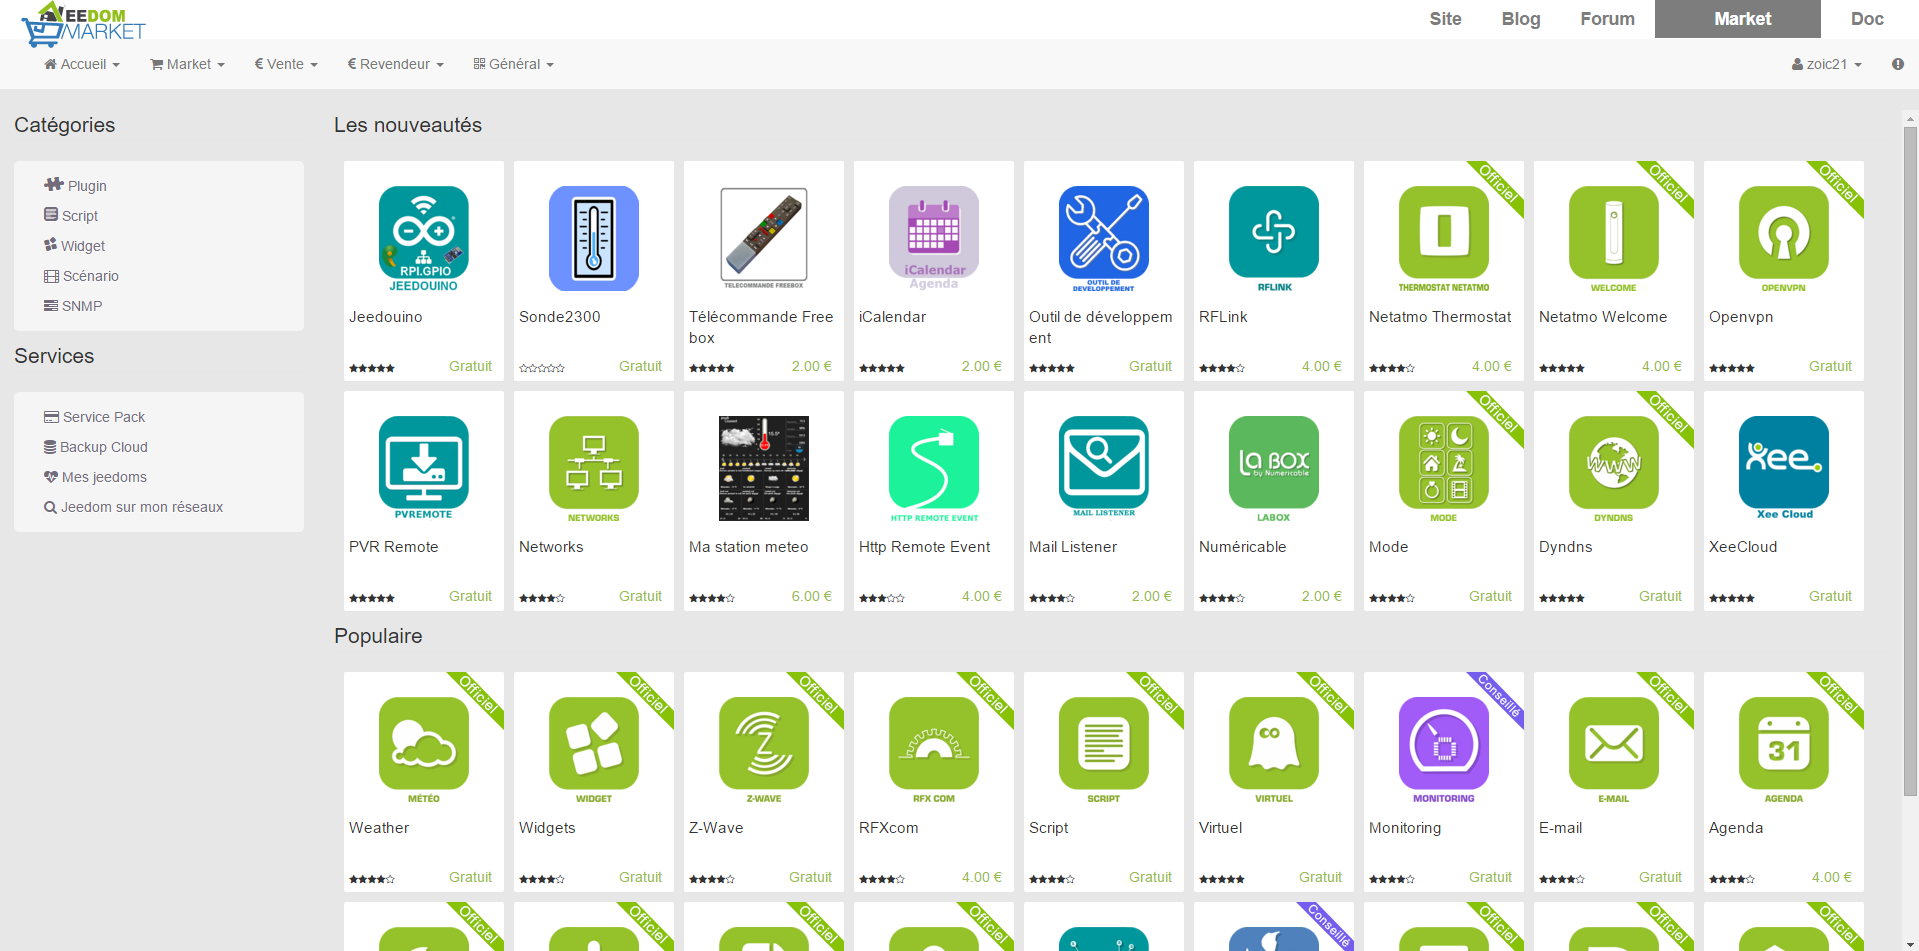 EEDOM
MARKET
Site Blog Forum Market Doc
Accueil Market € Vente € Revendeur Général zoic21
Catégories
Plugin
Script
Widget
Scénario
SNMP
Services
Service Pack
Backup Cloud
Mes jeedoms
Jeedom sur mon réseaux
Les nouveautés
RPI.GPIO
JEEDOUINO
Jeedouino
Gratuit
Sonde2300
Gratuit
TELECOMMANDE FREEBOX
Télécommande Free
box
2.00 €
iCalendar
Agenda
iCalendar
2.00 €
OUTIL DE
DEVELOPPEMENT
Outil de développem
ent
Gratuit
RFLINK
RFLink
4.00 €
Officiel
THERMOSTAT NETATMO
Netatmo Thermostat
4.00 €
Officiel
WELCOME
Netatmo Welcome
4.00 €
Officiel
OPENVPN
Openvpn
Gratuit
PVREMOTE
PVR Remote
Gratuit
NETWORKS
Networks
Gratuit
Ma station meteo
6.00 €
HTTP REMOTE EVENT
Http Remote Event
4.00 €
MAIL LISTENER
Mail Listener
2.00 €
La BOX
by Numericable
LABOX
Numéricable
2.00 €
Officiel
MODE
Mode
Gratuit
Officiel
WWW
DYNDNS
Dyndns
Gratuit
xee.
Xee Cloud
XeeCloud
Gratuit
Populaire
Officiel
MÉTÉO
Weather
Gratuit
Officiel
WIDGET
Widgets
Gratuit
Officiel
Z
Z-WAVE
Z-Wave
Gratuit
Officiel
RFX COM
RFXcom
4.00 €
Officiel
SCRIPT
Script
Gratuit
Officiel
VIRTUEL
Virtuel
Gratuit
Conseillé
MONITORING
Monitoring
Gratuit
Officiel
E-MAIL
E-mail
Gratuit
Officiel
31
AGENDA
Agenda
4.00 €
Officiel
Officiel
Officiel
Officiel
Conseillé
Officiel
Officiel
Officiel